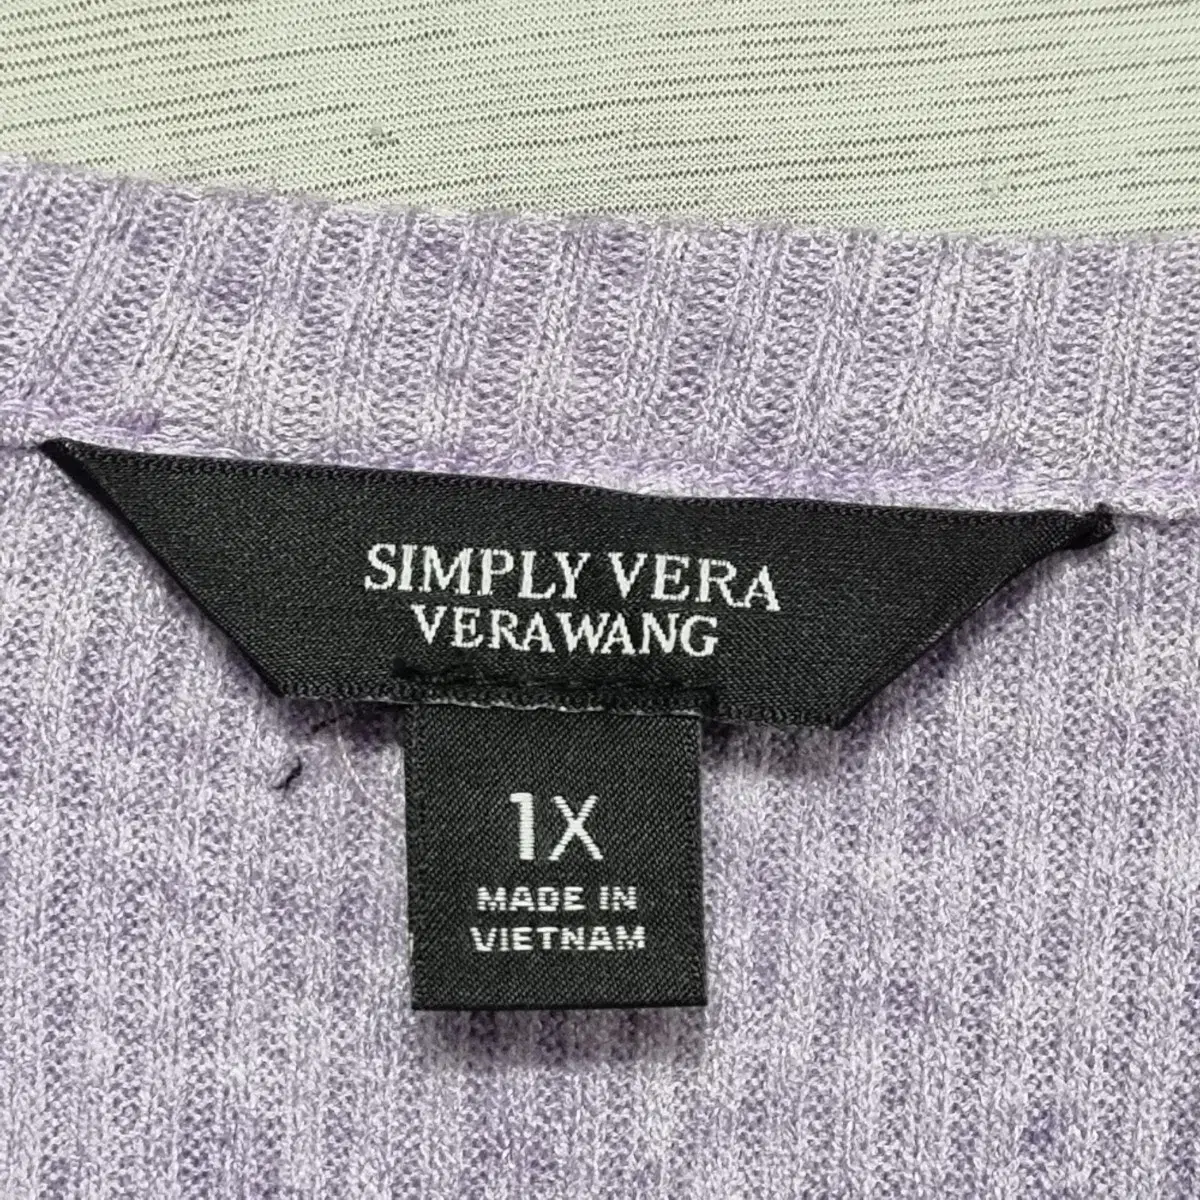 SIMPLY VERA
VERAWANG
1X
MADE IN
VIETNAM